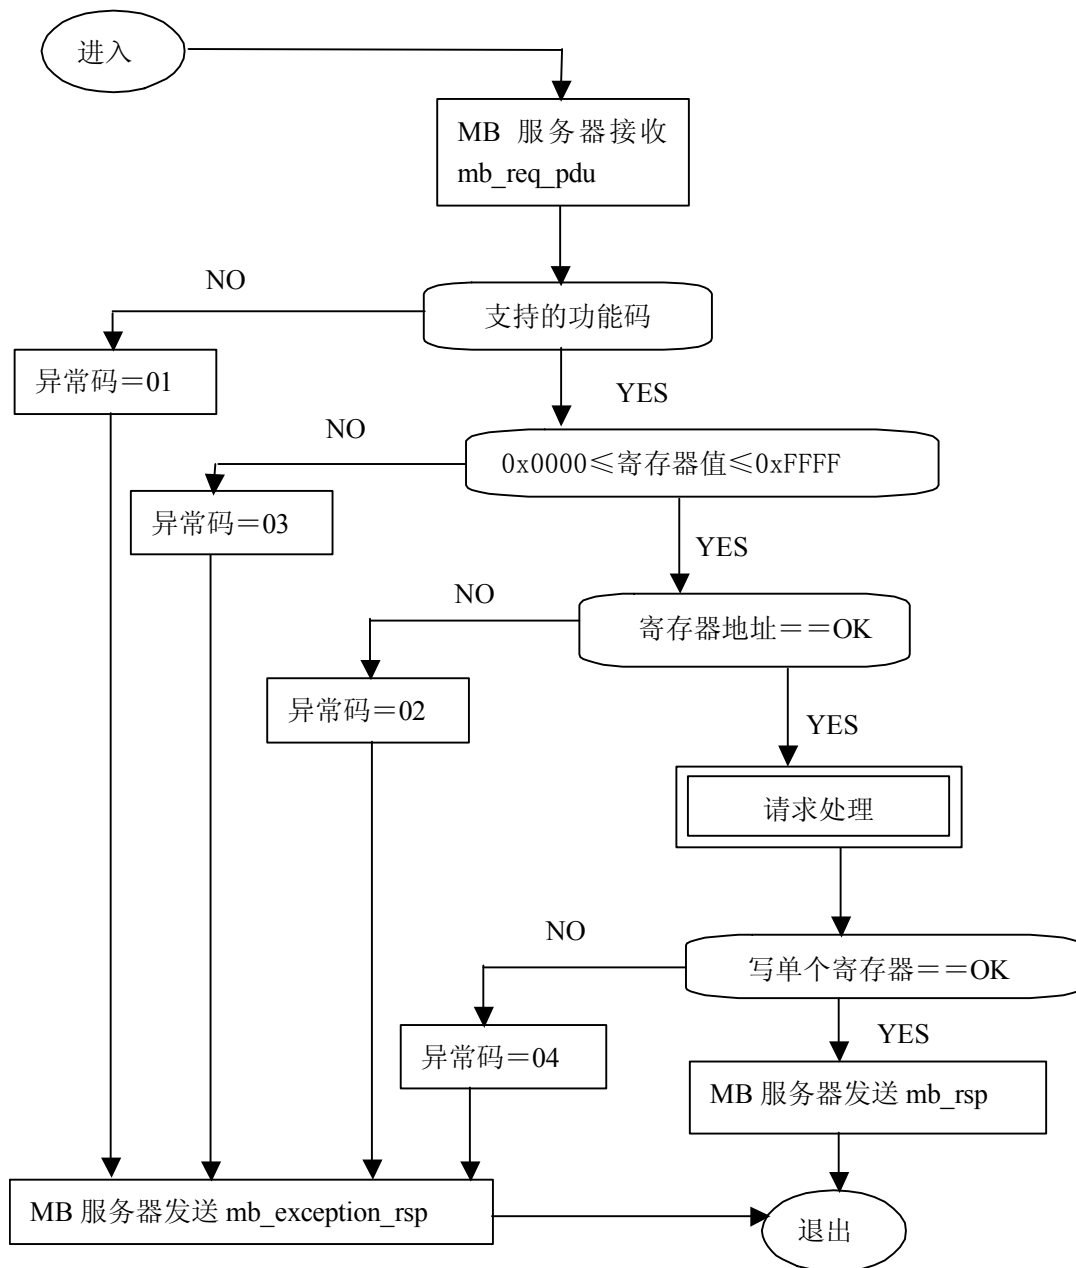 进入
MB 服务器接收
mb_req_pdu
NO
支持的功能码
异常码＝01
YES
NO
0x0000≤寄存器值≤0xFFFF
异常码＝03
YES
NO
寄存器地址＝＝OK
异常码＝02
YES
请求处理
NO
写单个寄存器＝＝OK
异常码＝04
YES
MB 服务器发送 mb_rsp
MB 服务器发送 mb_exception_rsp
退出